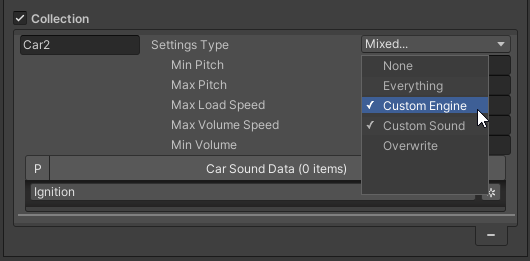 Collection
Car2 Settings Type Mixed...
Min Pitch None
Max Pitch Everything
Max Load Speed Custom Engine
Max Volume Speed Custom Sound
Min Volume Overwrite
P Car Sound Data (0 items)
Ignition *
−